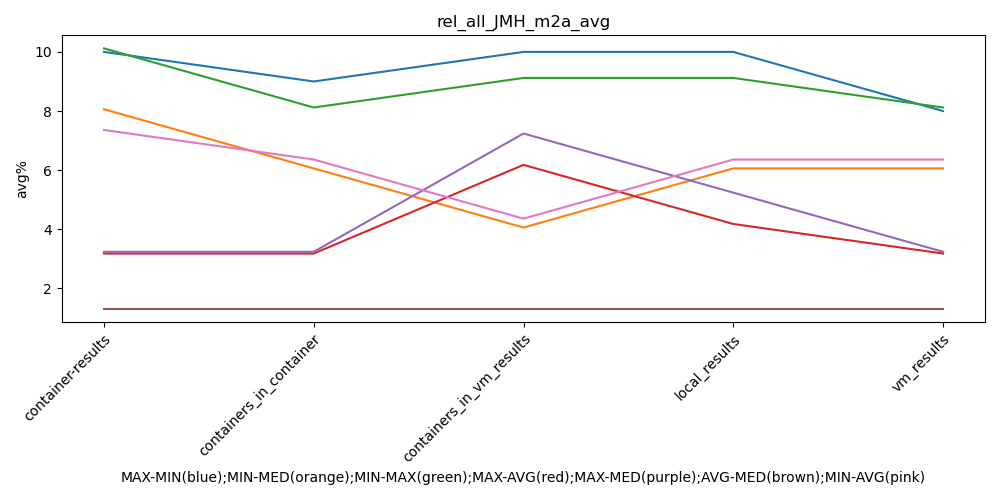 rel_all_JMH_m2a_avg
avg%
10
8
6
4
2
container-results
containers_in_container
containers_in_vm_results
local_results
vm_results
MAX-MIN(blue);MIN-MED(orange);MIN-MAX(green);MAX-AVG(red);MAX-MED(purple);AVG-MED(brown);MIN-AVG(pink)